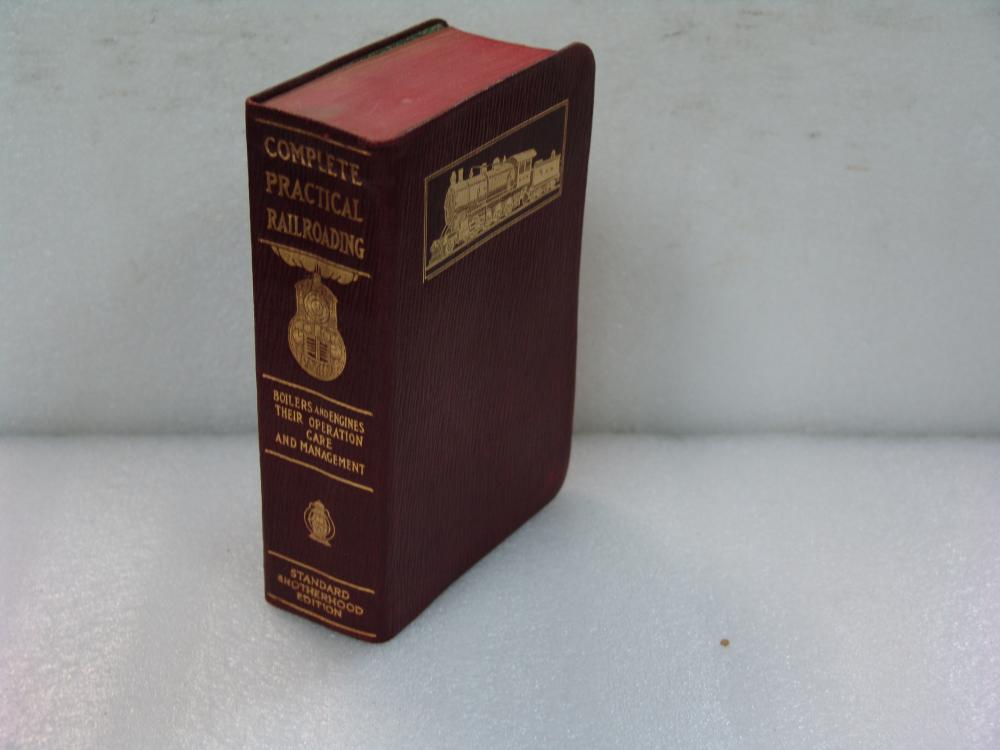 COMPLETE
PRACTICAL
RAILROADING
BOILERS AND ENGINES
THEIR OPERATION
CARE
AND MANAGEMENT
STANDARD
BROTHERHOOD
EDITION